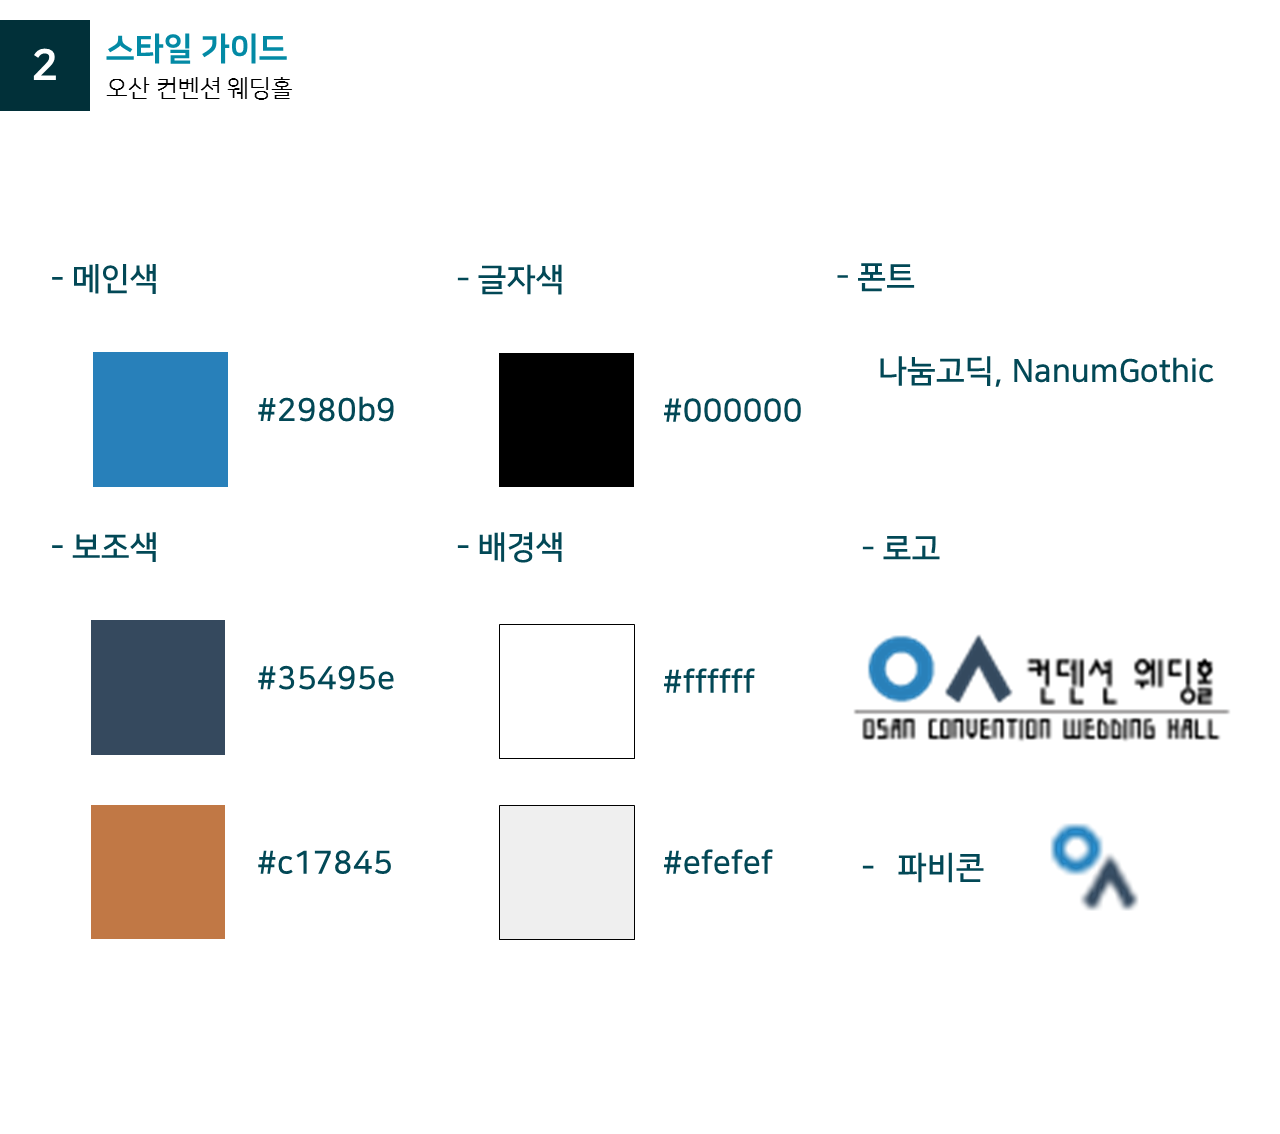 2
스타일 가이드
오산 컨벤션 웨딩홀
- 메인색
#2980b9
- 글자색
#000000
- 폰트
나눔고딕, NanumGothic
- 보조색
#35495e
#c17845
- 배경색
#ffffff
#efefef
- 로고
컨덴션 웨딩홀
OSAN CONVENTION WEDDING HALL
- 파비콘